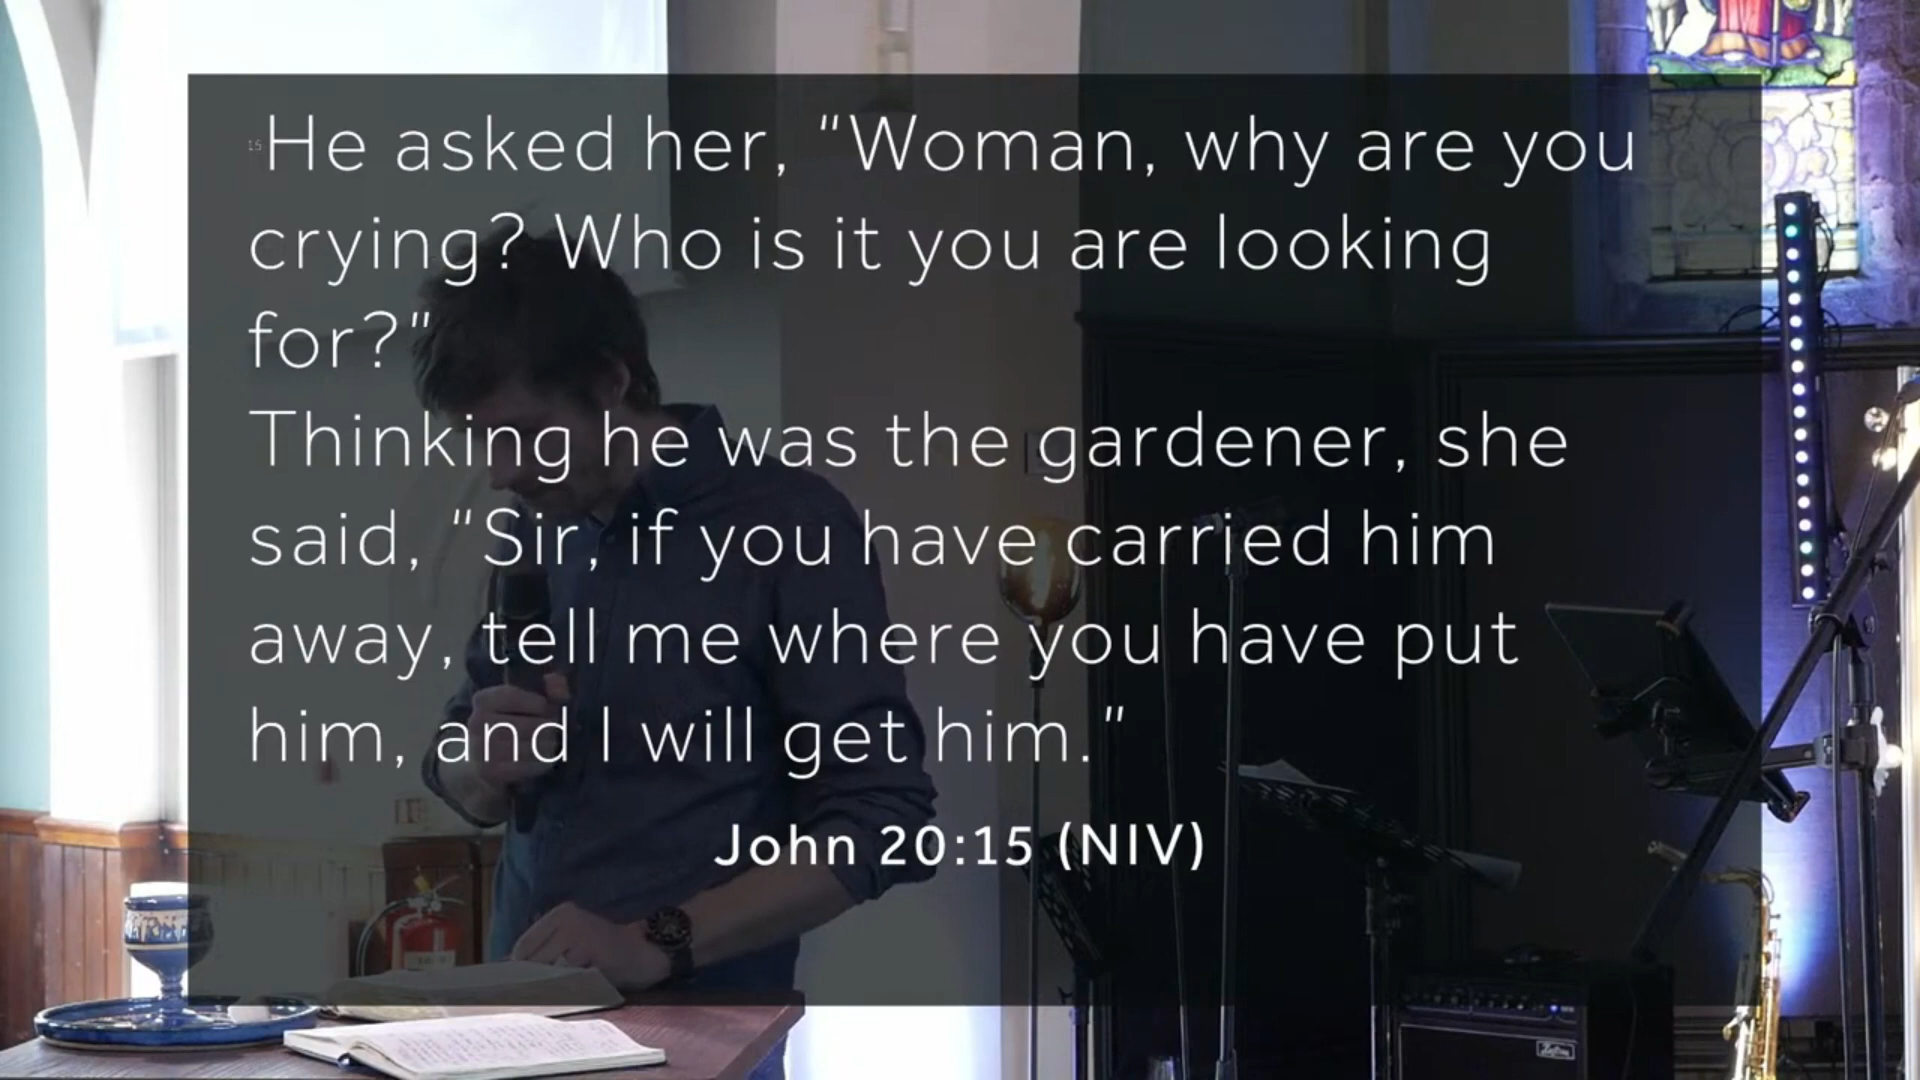 15He asked her, “Woman, why are you
crying? Who is it you are looking
for?”
Thinking he was the gardener, she
said, “Sir, if you have carried him
away, tell me where you have put
him, and I will get him.”
John 20:15 (NIV)